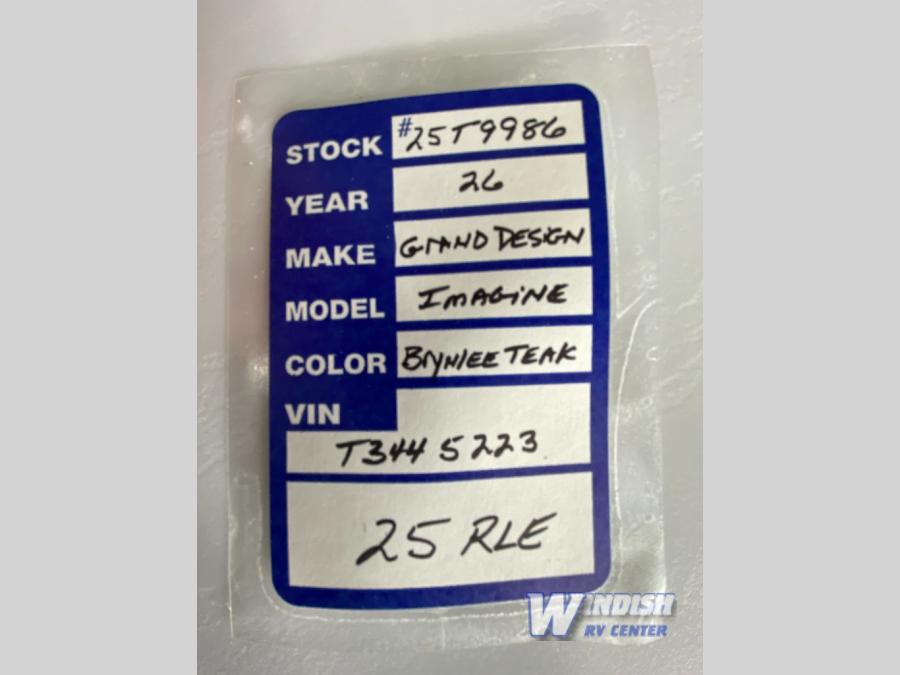 STOCK #25T9986
YEAR 26
MAKE GRAND DESIGN
MODEL IMAGINE
COLOR BRYNLEE TEAK
VIN
T344 5223
25 RLE
WINDISH
RV CENTER